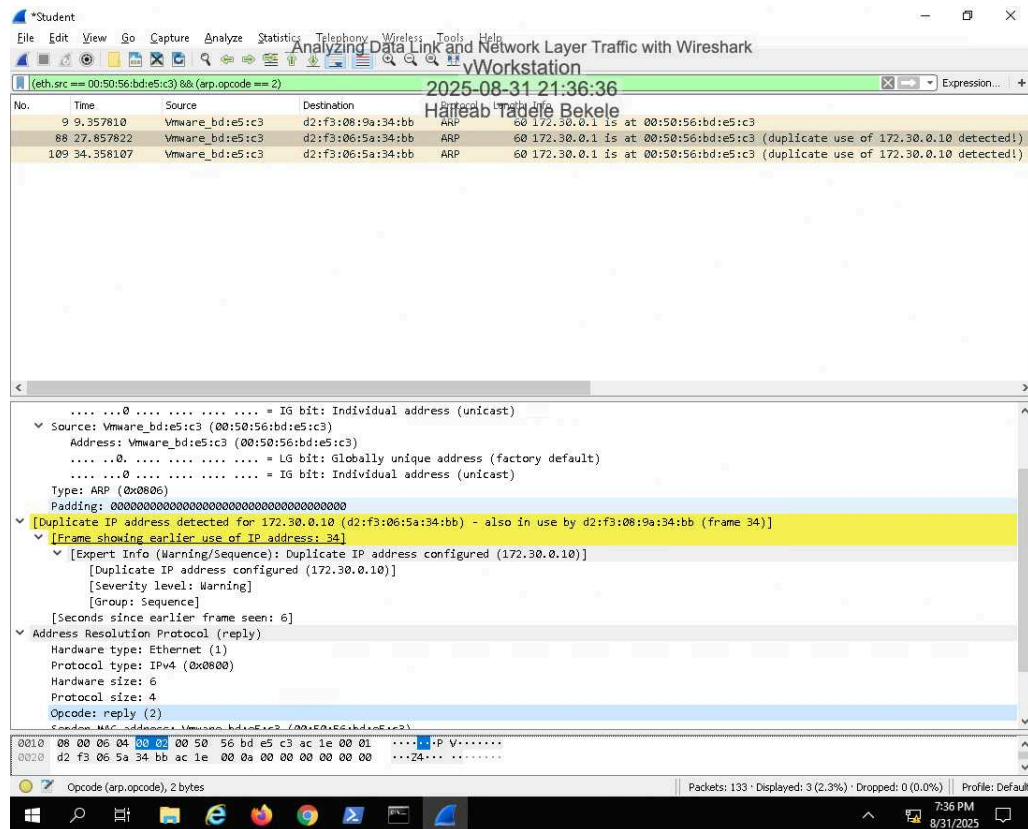 *Student
File Edit View Go Capture Analyze Statistics Telephony Wireless Tools Help
Analyzing Data Link and Network Layer Traffic with Wireshark
vWorkstation
2025-08-31 21:36:36
Haileab Tadele Bekele
(eth.src == 00:50:56:bd:e5:c3) && (arp.opcode == 2) Expression... +
No. Time Source Destination Protocol Length Info
9 9.357810 Vmware_bd:e5:c3 d2:f3:08:9a:34:bb ARP 60 172.30.0.1 is at 00:50:56:bd:e5:c3
88 27.857822 Vmware_bd:e5:c3 d2:f3:06:5a:34:bb ARP 60 172.30.0.1 is at 00:50:56:bd:e5:c3 (duplicate use of 172.30.0.10 detected!)
109 34.358107 Vmware_bd:e5:c3 d2:f3:06:5a:34:bb ARP 60 172.30.0.1 is at 00:50:56:bd:e5:c3 (duplicate use of 172.30.0.10 detected!)
.... ...0 .... .... .... .... = IG bit: Individual address (unicast)
Source: Vmware_bd:e5:c3 (00:50:56:bd:e5:c3)
Address: Vmware_bd:e5:c3 (00:50:56:bd:e5:c3)
.... ..0. .... .... .... .... = LG bit: Globally unique address (factory default)
.... ...0 .... .... .... .... = IG bit: Individual address (unicast)
Type: ARP (0x0806)
Padding: 000000000000000000000000000000000000
[Duplicate IP address detected for 172.30.0.10 (d2:f3:06:5a:34:bb) - also in use by d2:f3:08:9a:34:bb (frame 34)]
[Frame showing earlier use of IP address: 34]
[Expert Info (Warning/Sequence): Duplicate IP address configured (172.30.0.10)]
[Duplicate IP address configured (172.30.0.10)]
[Severity level: Warning]
[Group: Sequence]
[Seconds since earlier frame seen: 6]
Address Resolution Protocol (reply)
Hardware type: Ethernet (1)
Protocol type: IPv4 (0x0800)
Hardware size: 6
Protocol size: 4
Opcode: reply (2)
Sender MAC address: Vmware_bd:e5:c3 (00:50:56:bd:e5:c3)
0010 08 00 06 04 00 02 00 50 56 bd e5 c3 ac 1e 00 01 .......P V.......
0020 d2 f3 06 5a 34 bb ac 1e 00 0a 00 00 00 00 00 00 ...Z4... ........
Opcode (arp.opcode), 2 bytes Packets: 133 · Displayed: 3 (2.3%) · Dropped: 0 (0.0%) Profile: Default
7:36 PM
8/31/2025